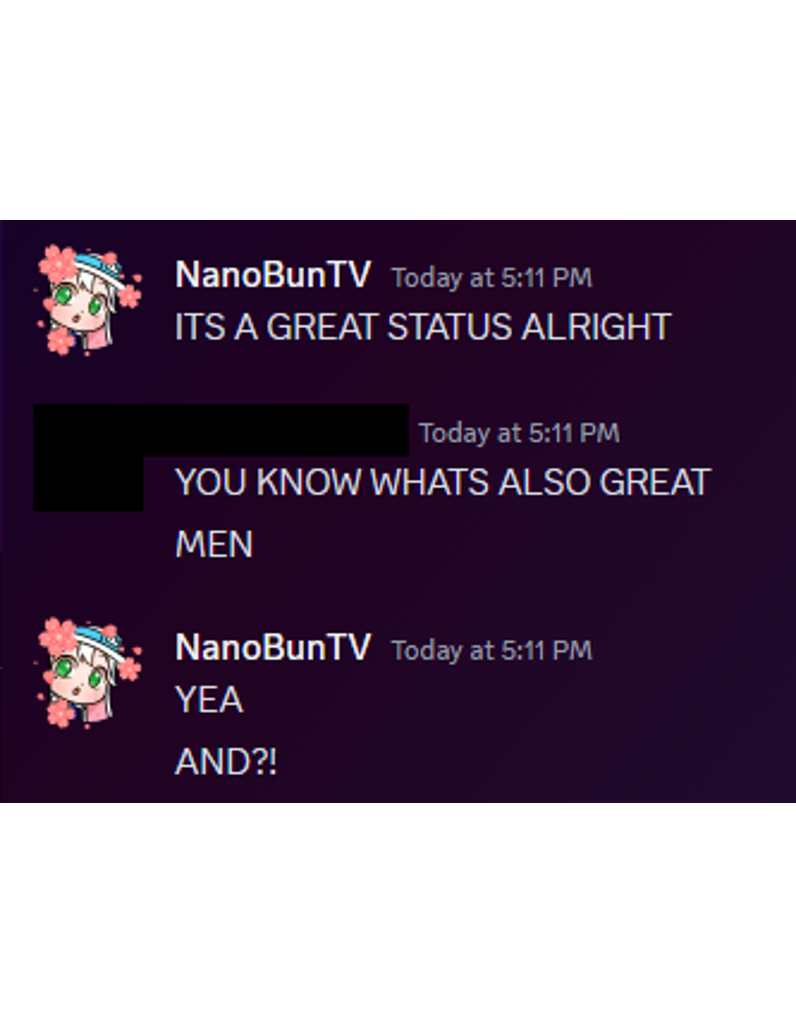 NanoBunTV Today at 5:11 PM
ITS A GREAT STATUS ALRIGHT
Today at 5:11 PM
YOU KNOW WHATS ALSO GREAT
MEN
NanoBunTV Today at 5:11 PM
YEA
AND?!